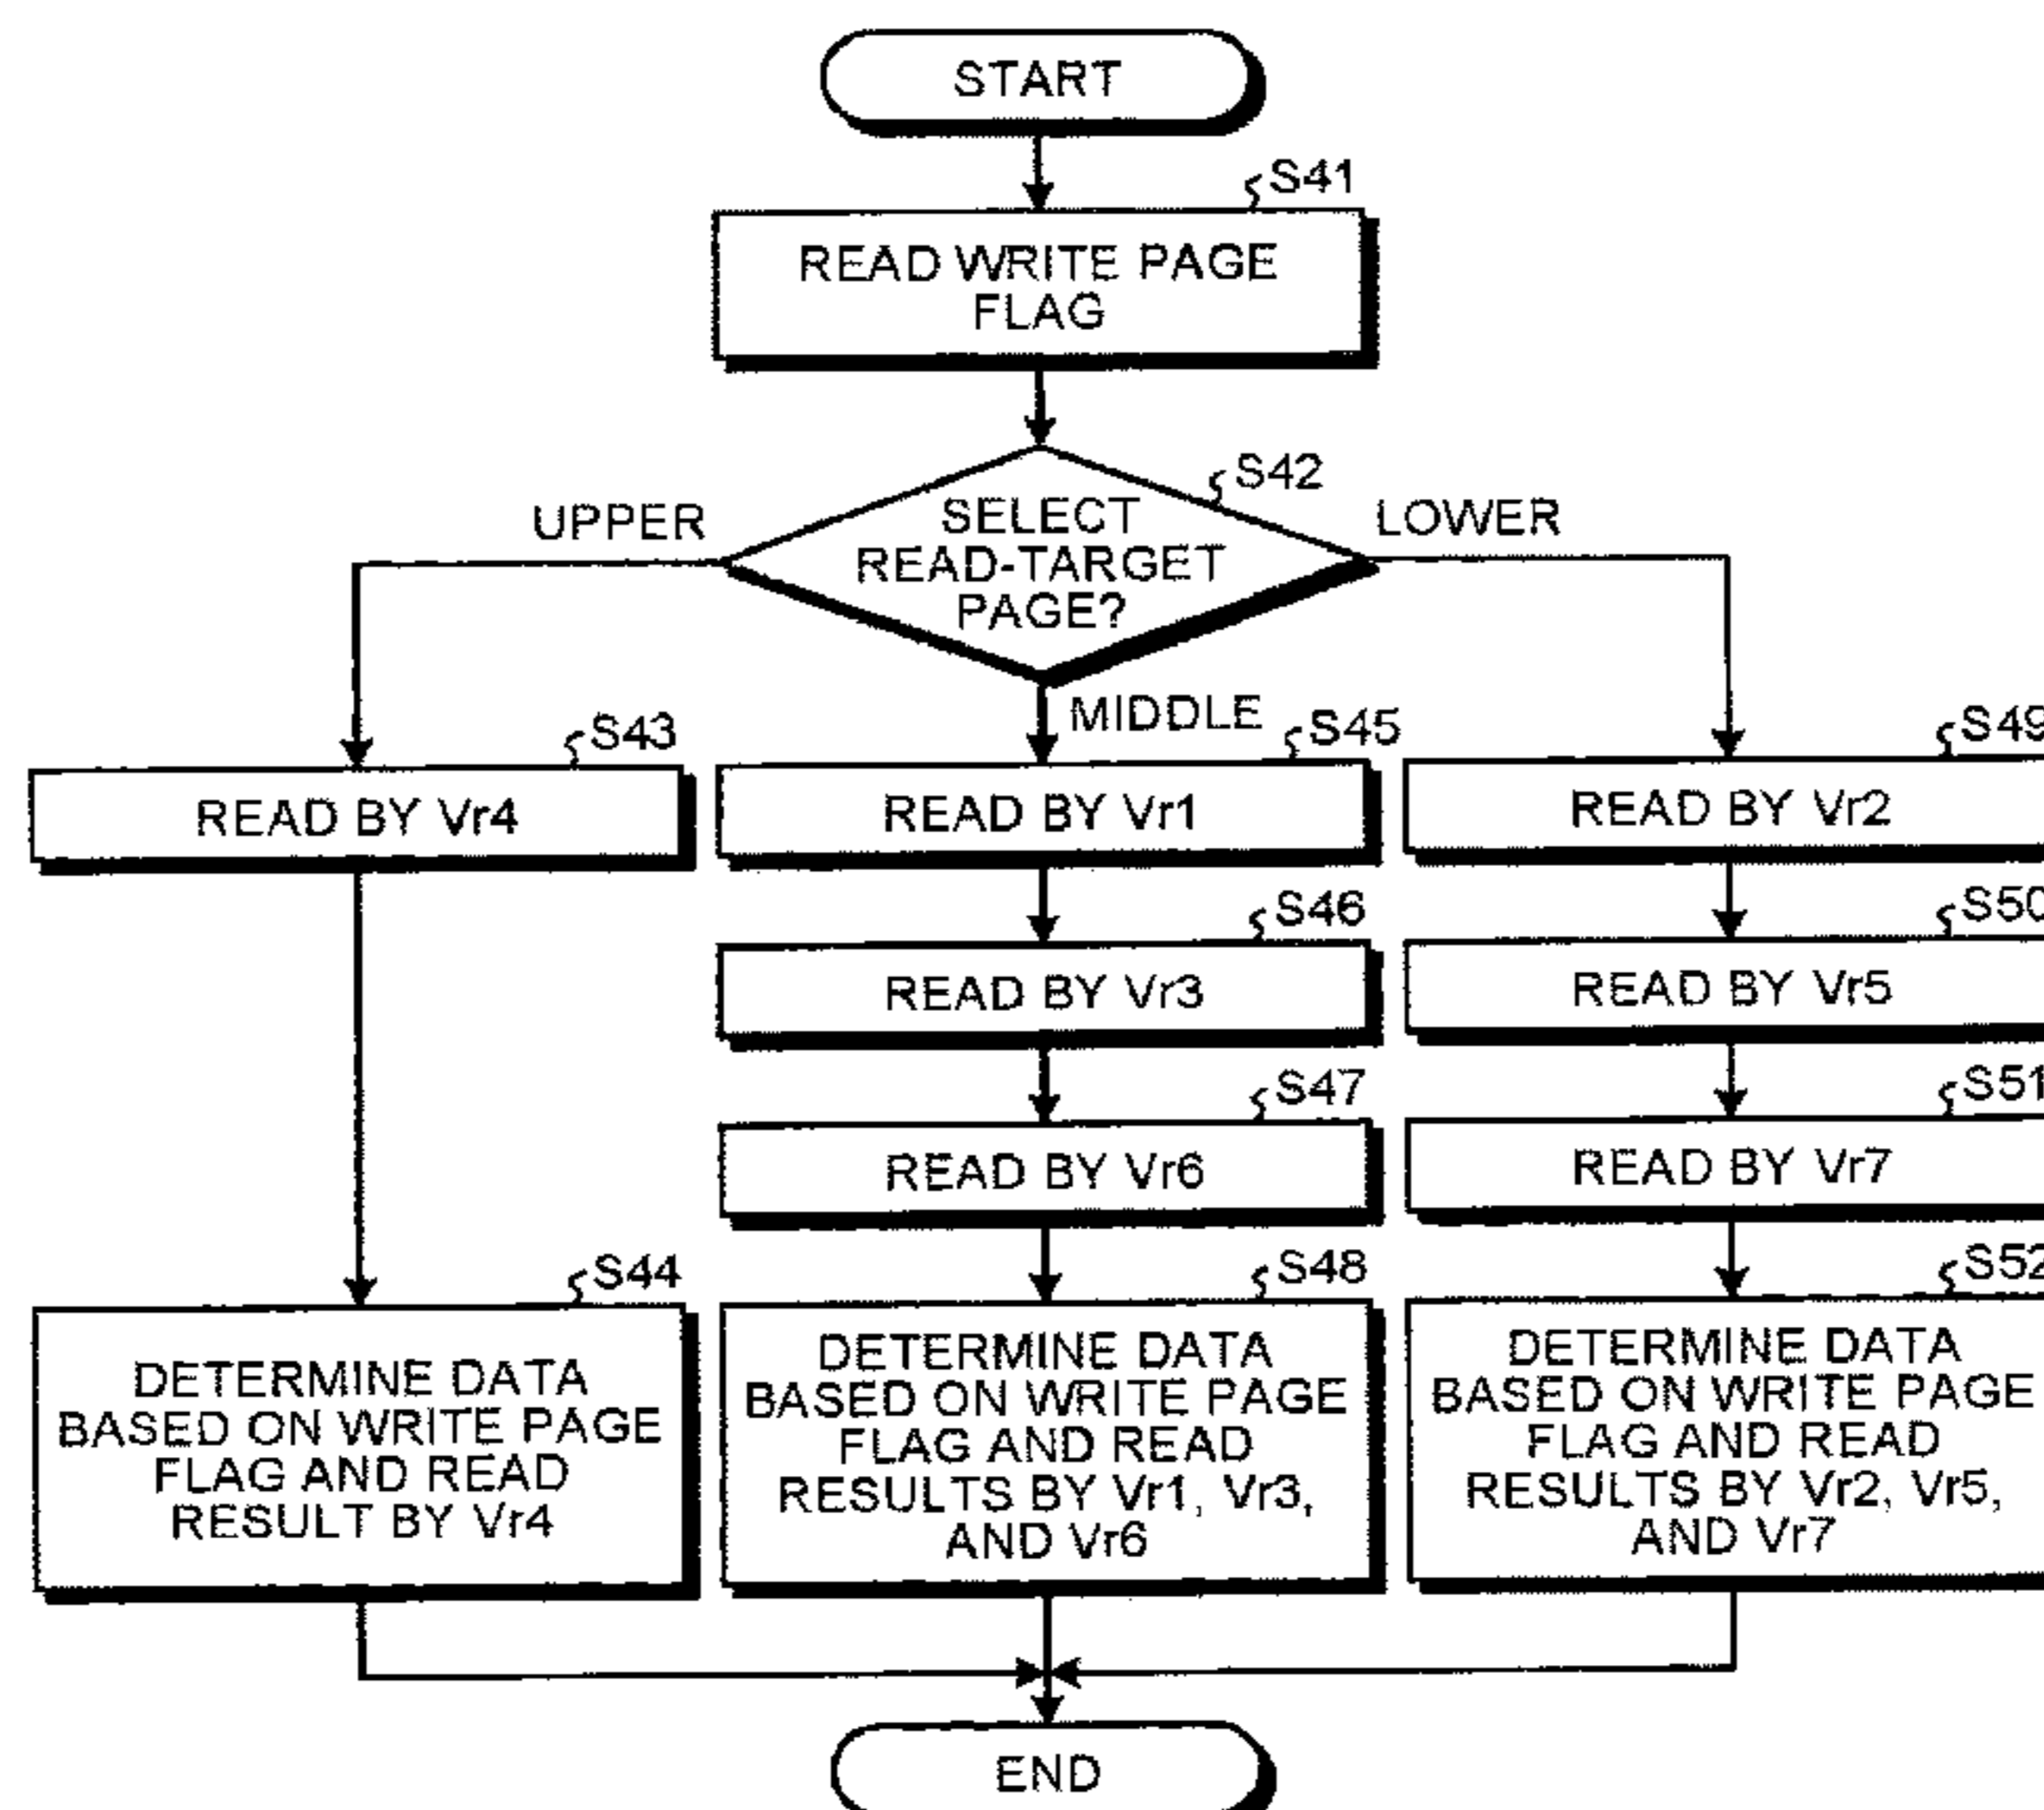 START
S41
READ WRITE PAGE
FLAG
S42
SELECT
READ-TARGET
PAGE?
UPPER
LOWER
MIDDLE
S43
READ BY Vr4
S44
DETERMINE DATA
BASED ON WRITE PAGE
FLAG AND READ
RESULT BY Vr4
S45
READ BY Vr1
S46
READ BY Vr3
S47
READ BY Vr6
S48
DETERMINE DATA
BASED ON WRITE PAGE
FLAG AND READ
RESULTS BY Vr1, Vr3,
AND Vr6
S49
READ BY Vr2
S50
READ BY Vr5
S51
READ BY Vr7
S52
DETERMINE DATA
BASED ON WRITE PAGE
FLAG AND READ
RESULTS BY Vr2, Vr5,
AND Vr7
END